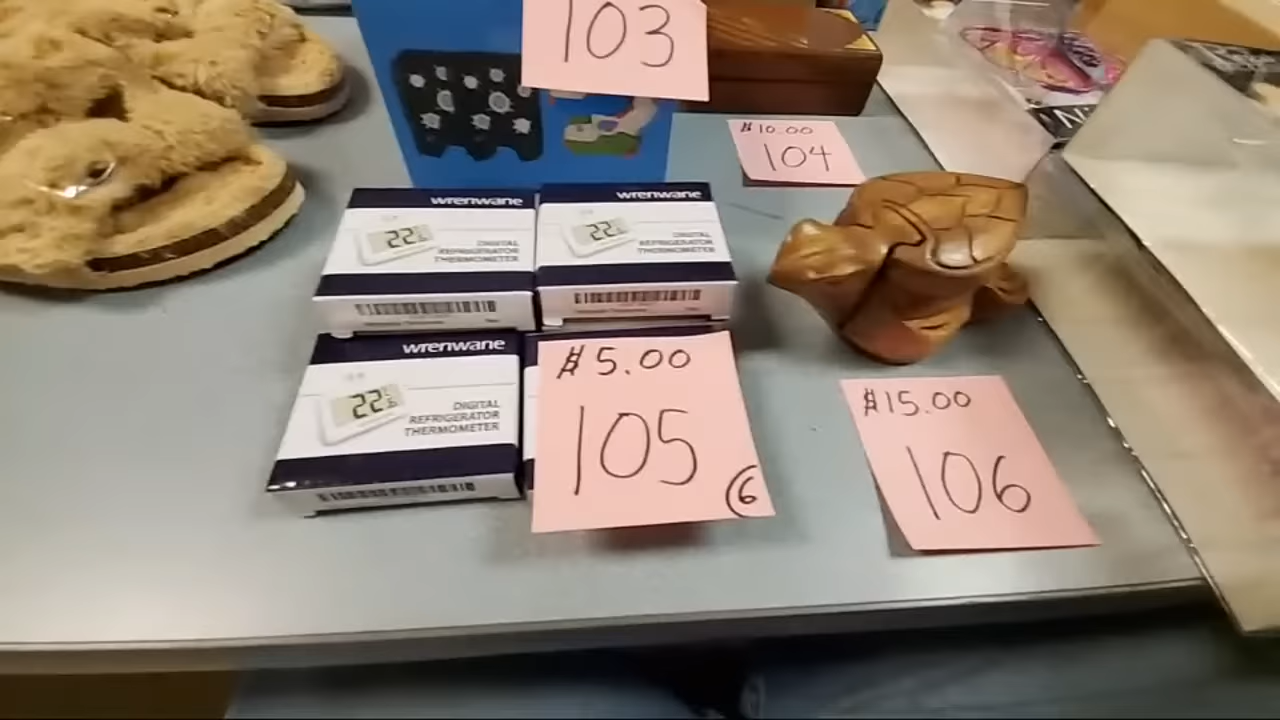 103
$10.00
104
wrenwane
22
DIGITAL
REFRIGERATOR
THERMOMETER
wrenwane
22
DIGITAL
REFRIGERATOR
THERMOMETER
wrenwane
22
DIGITAL
REFRIGERATOR
THERMOMETER
$5.00
105
6
$15.00
106